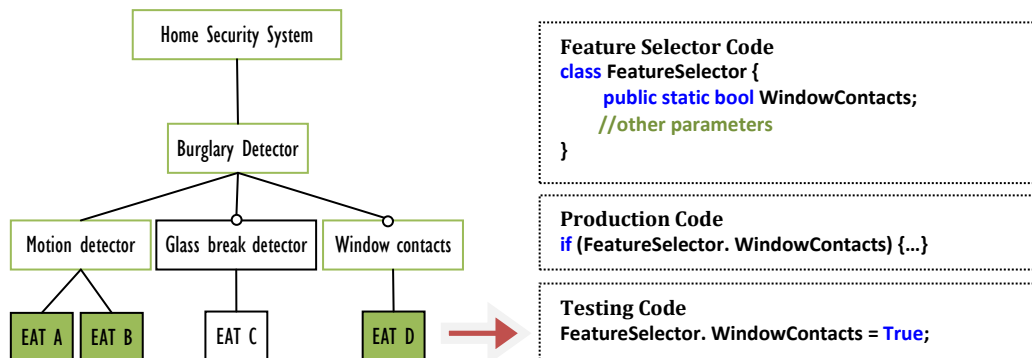 Home Security System
Burglary Detector
Motion detector
Glass break detector
Window contacts
EAT A
EAT B
EAT C
EAT D
Feature Selector Code
class FeatureSelector {
public static bool WindowContacts;
//other parameters
}
Production Code
if (FeatureSelector. WindowContacts) {...}
Testing Code
FeatureSelector. WindowContacts = True;